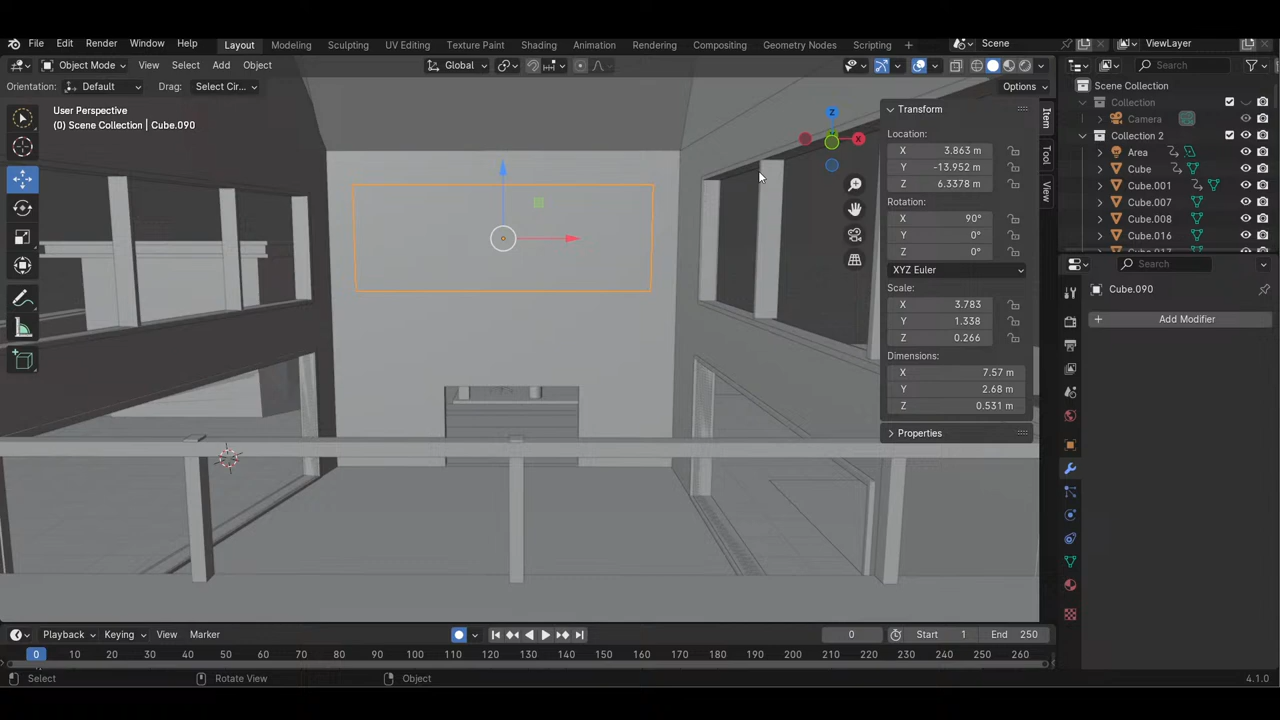 File Edit Render Window Help Layout Modeling Sculpting UV Editing Texture Paint Shading Animation Rendering Compositing Geometry Nodes Scripting + Scene ViewLayer
Object Mode View Select Add Object Global Search
Orientation: Default Drag: Select Cir... Options
User Perspective
(0) Scene Collection | Cube.090
Z
X
Transform
Location:
X 3.863 m
Y -13.952 m
Z 6.3378 m
Rotation:
X 90°
Y 0°
Z 0°
XYZ Euler
Scale:
X 3.783
Y 1.338
Z 0.266
Dimensions:
X 7.57 m
Y 2.68 m
Z 0.531 m
Properties
Item
Tool
View
Scene Collection
Collection
Camera
Collection 2
Area
Cube
Cube.001
Cube.007
Cube.008
Cube.016
Search
Cube.090
+ Add Modifier
Playback Keying View Marker 0 Start 1 End 250
0 10 20 30 40 50 60 70 80 90 100 110 120 130 140 150 160 170 180 190 200 210 220 230 240 250
Select Rotate View Object 4.1.0